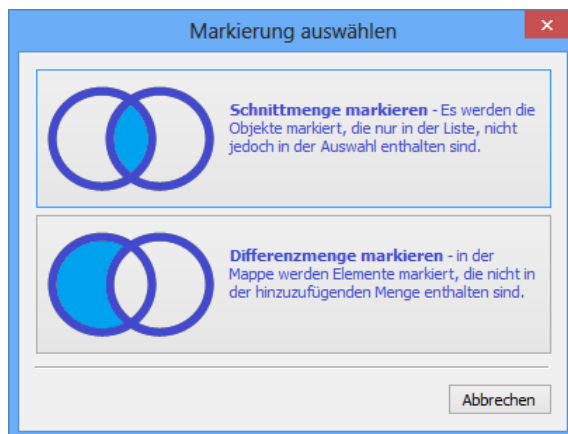 Markierung auswählen
Schnittmenge markieren - Es werden die
Objekte markiert, die nur in der Liste, nicht
jedoch in der Auswahl enthalten sind.
Differenzmenge markieren - in der
Mappe werden Elemente markiert, die nicht in
der hinzuzufügenden Menge enthalten sind.
Abbrechen